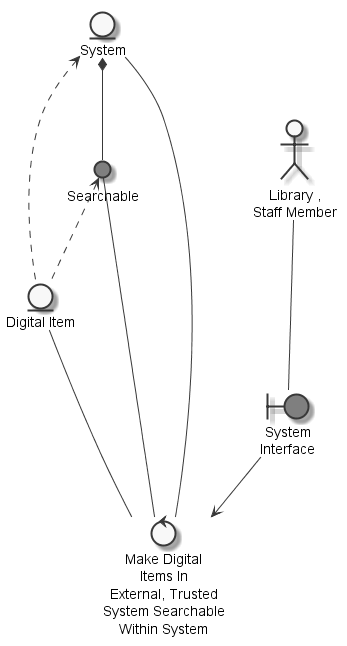 System
Searchable
Library ,
Staff Member
Digital Item
System
Interface
Make Digital
Items In
External, Trusted
System Searchable
Within System